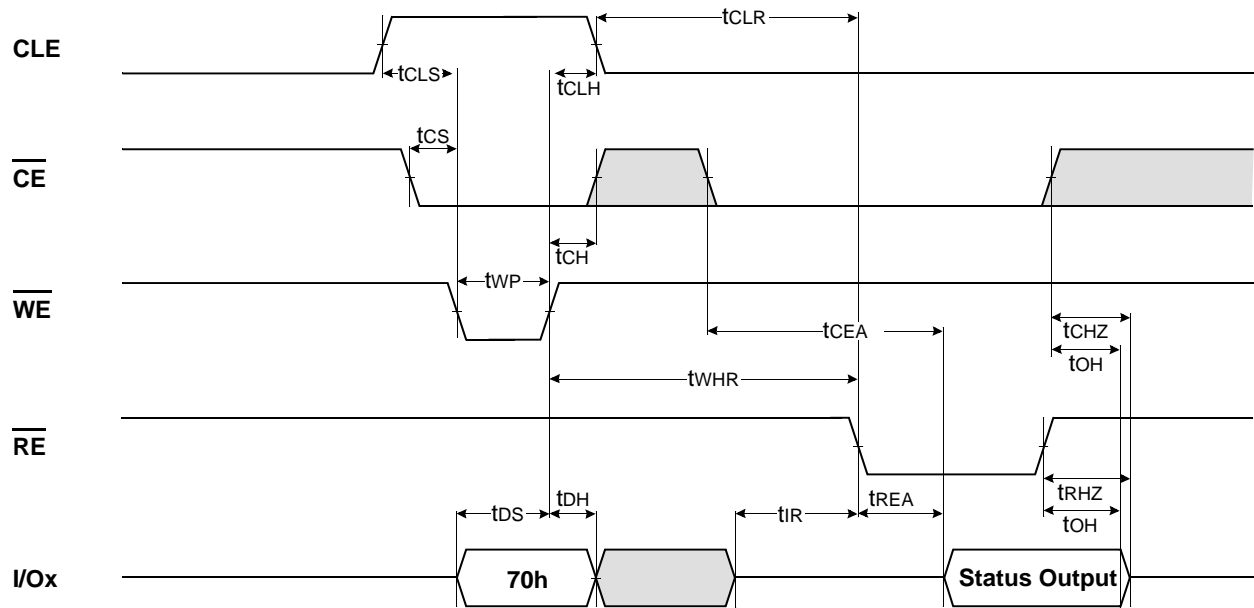 tCLR
CLE
tCLS
tCLH
tCS
CE
tCH
tWP
WE
tCEA
tCHZ
tOH
tWHR
RE
tDH
tRHZ
tDS
tIR
tREA
tOH
I/Ox
70h
Status Output